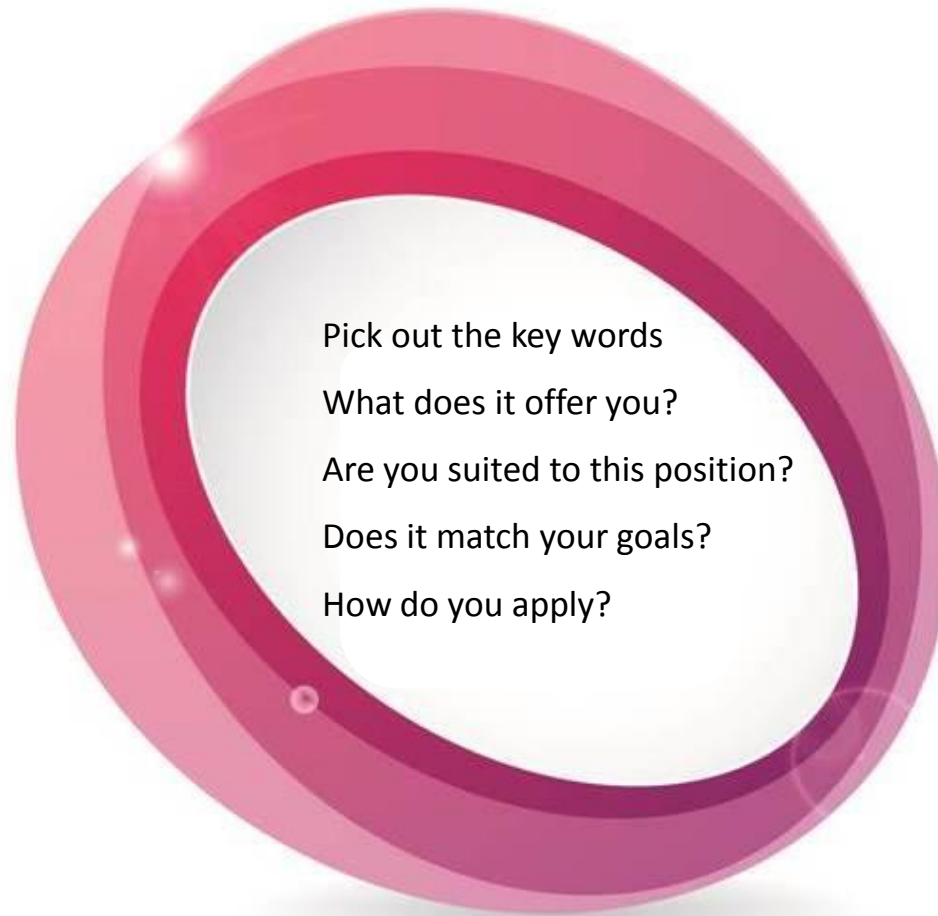 Pick out the key words
What does it offer you?
Are you suited to this position?
Does it match your goals?
How do you apply?